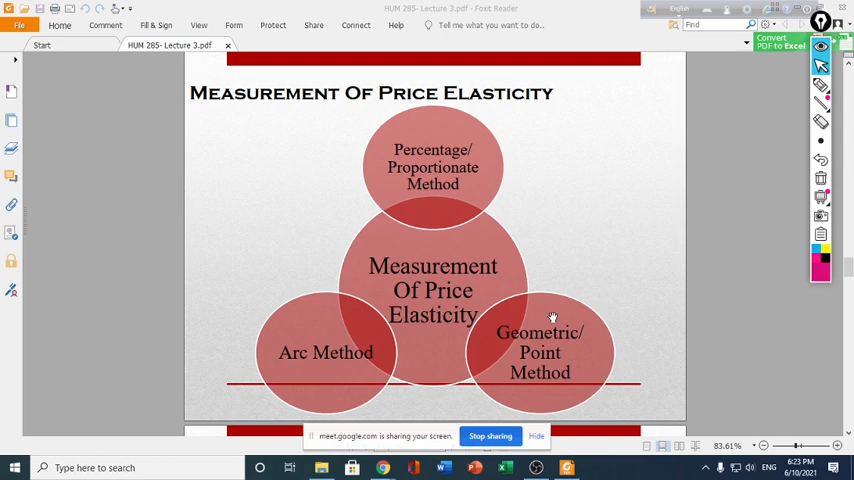 HUM 285- Lecture 3.pdf - Foxit Reader
English
File Home Comment Fill & Sign View Form Protect Share Connect Help Tell me what you want to do... Find
Start HUM 285- Lecture 3.pdf
Convert
PDF to Excel
MEASUREMENT OF PRICE ELASTICITY
Percentage/
Proportionate
Method
Measurement
Of Price
Elasticity
Arc Method
Geometric/
Point
Method
meet.google.com is sharing your screen. Stop sharing Hide
83.61%
Type here to search
ENG
6:23 PM
6/10/2021